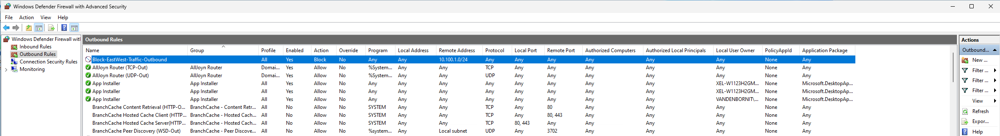 Windows Defender Firewall with Advanced Security
File Action View Help
Windows Defender Firewall wit
Inbound Rules
Outbound Rules
Connection Security Rules
Monitoring
Outbound Rules
Name Group Profile Enabled Action Override Program Local Address Remote Address Protocol Local Port Remote Port Authorized Computers Authorized Local Principals Local User Owner PolicyAppId Application Package
Block-EastWest-Traffic-Outbound All Yes Block No Any Any 10.100.1.0/24 Any Any Any Any Any Any None Any
AllJoyn Router (TCP-Out) AllJoyn Router Domai... Yes Allow No %System... Any Any TCP Any Any Any Any Any None Any
AllJoyn Router (UDP-Out) AllJoyn Router Domai... Yes Allow No %System... Any Any UDP Any Any Any Any Any None Any
App Installer App Installer All Yes Allow No Any Any Any Any Any Any Any Any XEL-W1123H2GM... None Microsoft.DesktopAp...
App Installer App Installer All Yes Allow No Any Any Any Any Any Any Any Any XEL-W1123H2GM... None Microsoft.DesktopAp...
App Installer App Installer All Yes Allow No Any Any Any Any Any Any Any Any VANDENBORNIT\... None Microsoft.DesktopAp...
BranchCache Content Retrieval (HTTP-O... BranchCache - Content Retr... All No Allow No SYSTEM Any Any TCP Any 80 Any Any Any None Any
BranchCache Hosted Cache Client (HTTP... BranchCache - Hosted Cach... All No Allow No SYSTEM Any Any TCP Any 80, 443 Any Any Any None Any
BranchCache Hosted Cache Server(HTTP... BranchCache - Hosted Cach... All No Allow No SYSTEM Any Any TCP 80, 443 Any Any Any Any None Any
BranchCache Peer Discovery (WSD-Out) BranchCache - Peer Discove... All No Allow No %system... Any Local subnet UDP Any 3702 Any Any Any None Any
Actions
Outbound...
New ...
Filter ...
Filter ...
Filter ...
View
Refresh
Expor...
Help